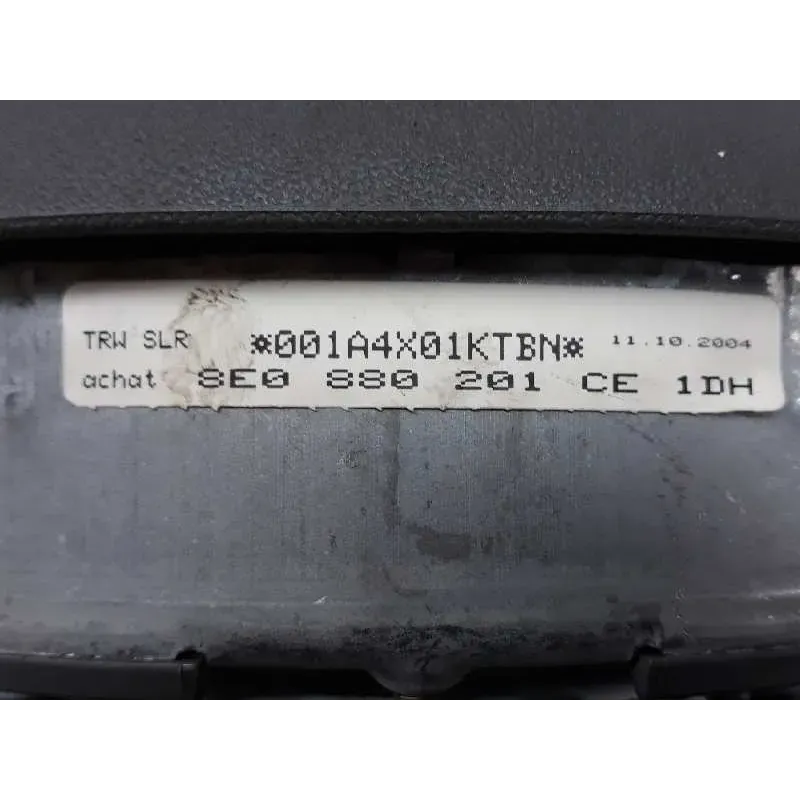 TRW SLR *001A4X01KTBN* 11.10.2004
achat 8E0 880 201 CE 1DH